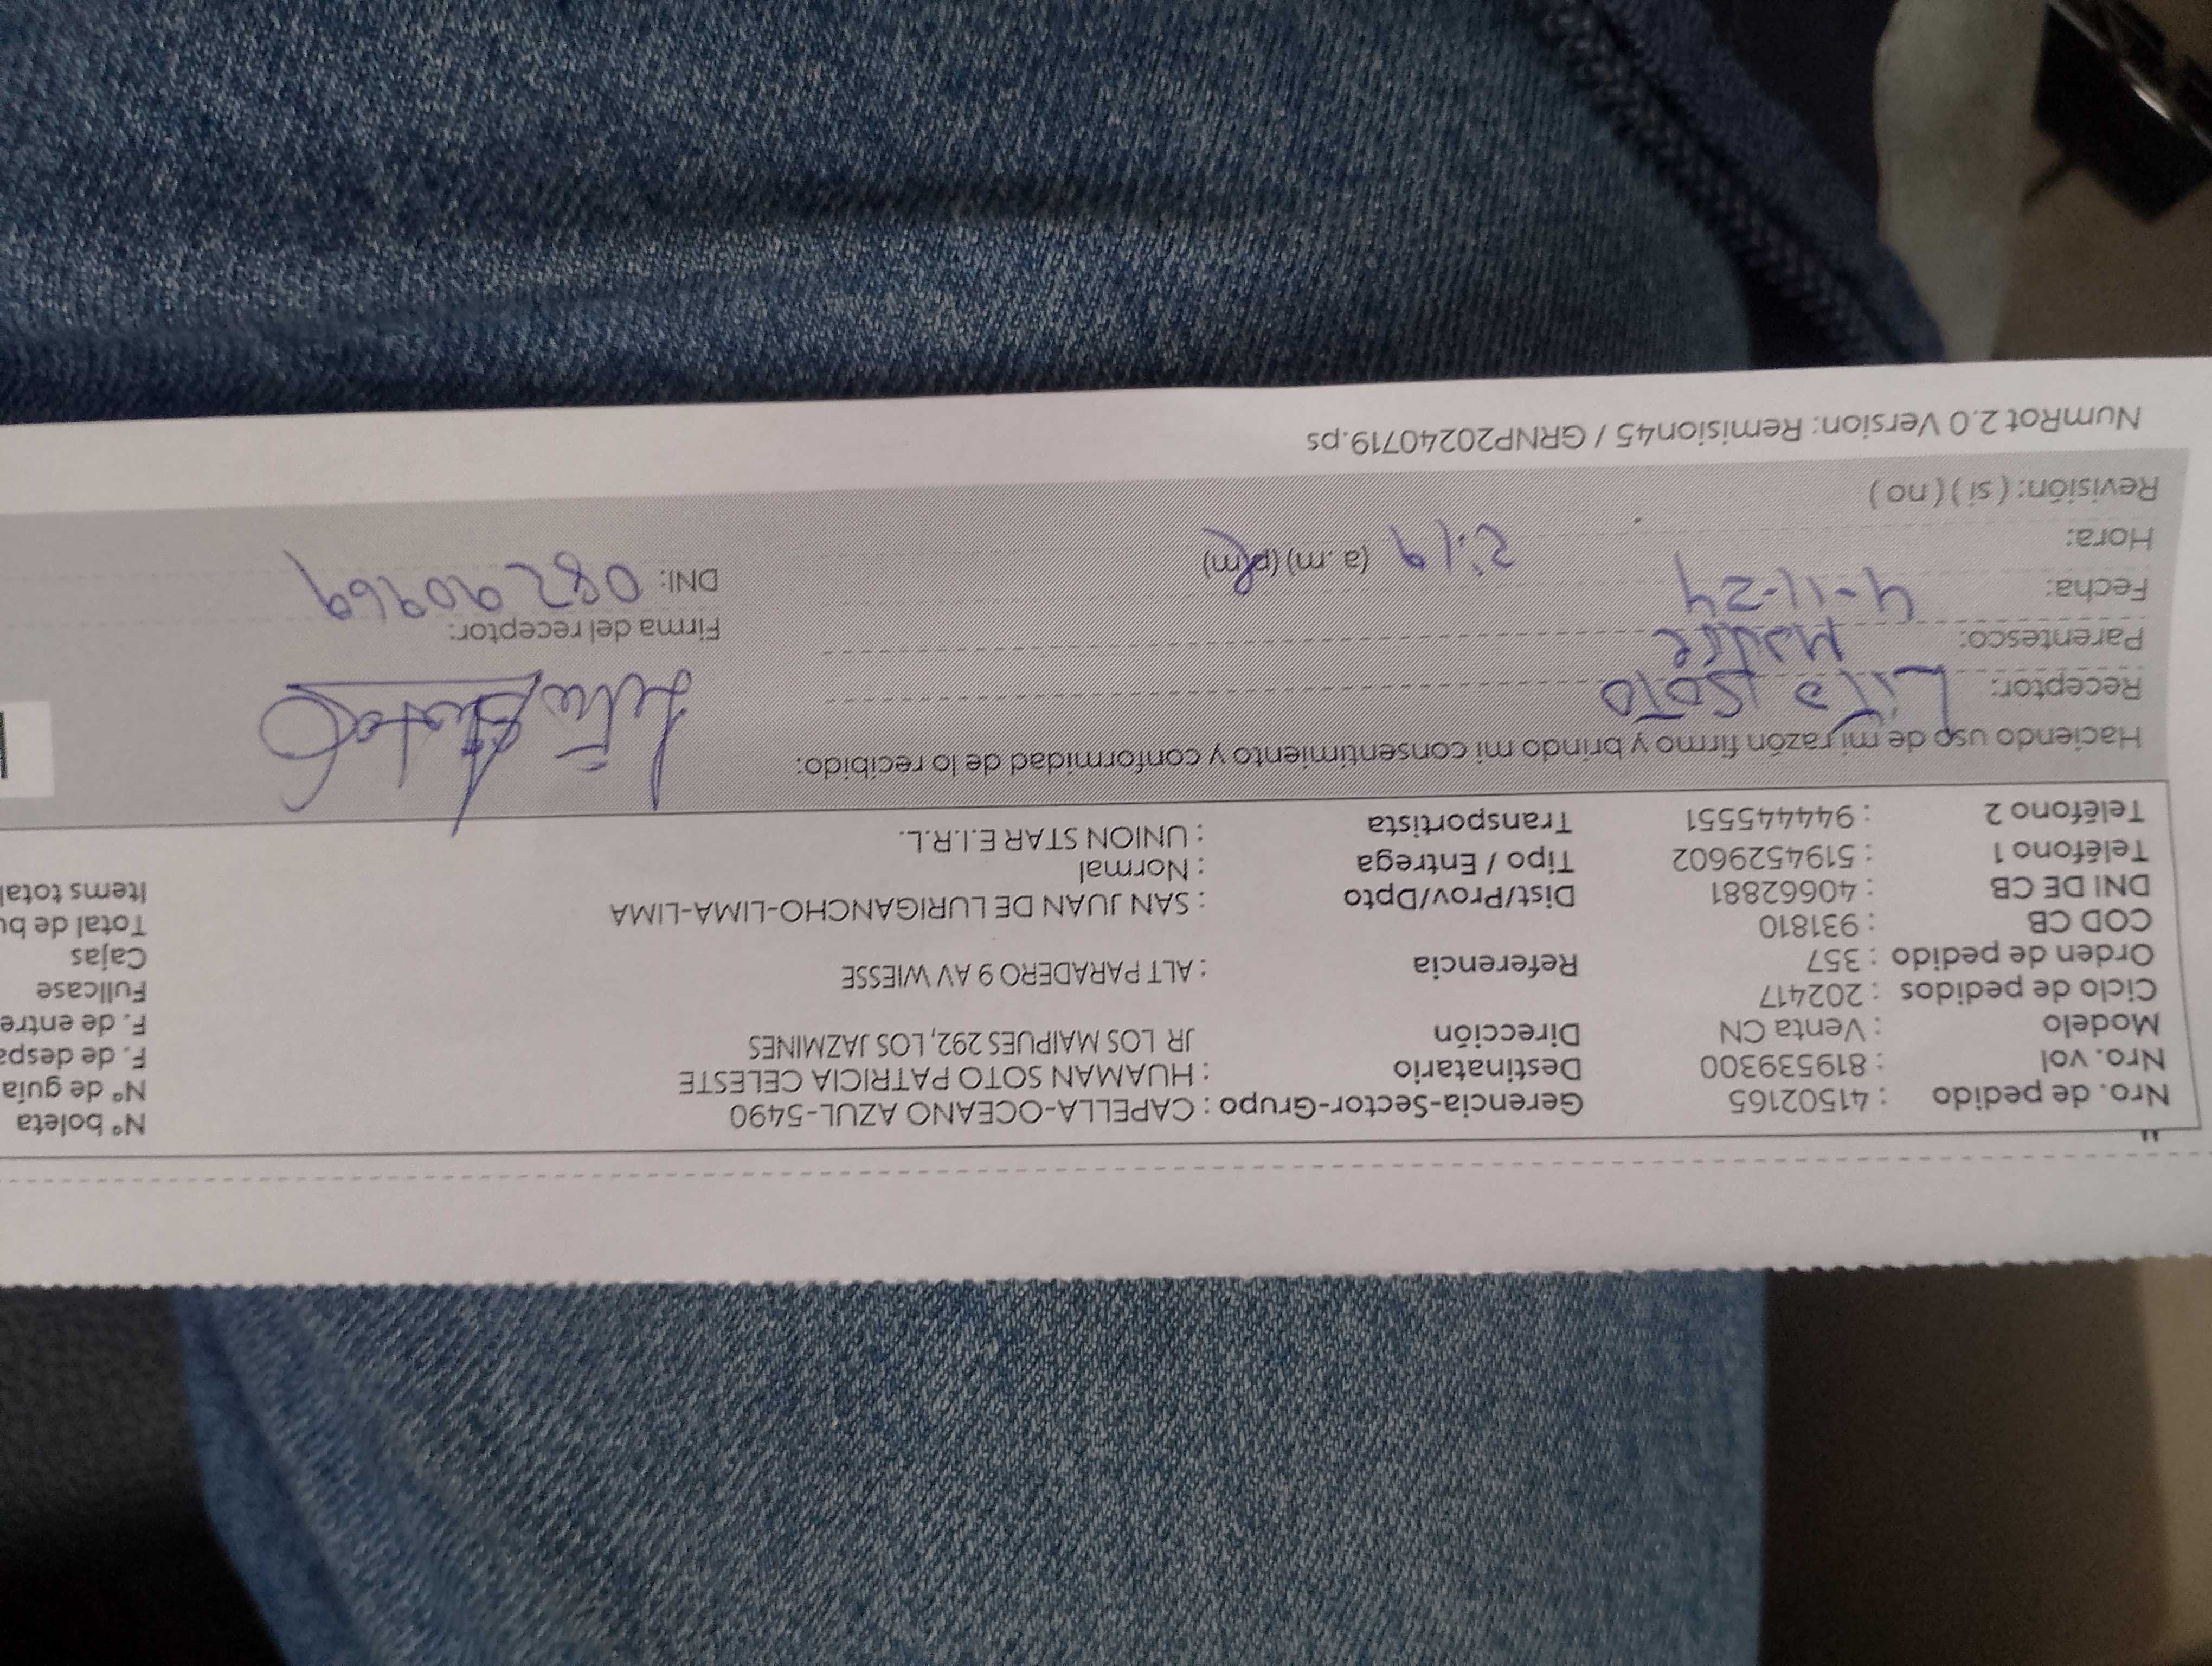 Nro. de pedido : 41502165 Gerencia-Sector-Grupo : CAPELLA-OCEANO AZUL-5490 N° boleta
Nro. vol : 819539300 Destinatario : HUAMAN SOTO PATRICIA CELESTE N° de guía
Modelo : Venta CN Dirección JR LOS MAIPUES 292, LOS JAZMINES F. de despa
Ciclo de pedidos : 202417 F. de entre
Orden de pedido : 357 Referencia : ALT PARADERO 9 AV WIESSE Fullcase
COD CB : 931810 Cajas
DNI DE CB : 40662881 Dist/Prov/Dpto : SAN JUAN DE LURIGANCHO-LIMA-LIMA Total de bu
Teléfono 1 : 5194529602 Tipo / Entrega : Normal Items total
Teléfono 2 : 944445551 Transportista : UNION STAR E.I.R.L.
Haciendo uso de mi razón firmo y brindo mi consentimiento y conformidad de lo recibido:
Receptor: Lita Soto
Parentesco: Madre Firma del receptor:
Fecha: 4-11-24 DNI: 08290969
Hora: 2:19 (a. m) (p. m)
Revisión: ( si ) ( no )
NumRot 2.0 Version: Remision45 / GRNP20240719.ps